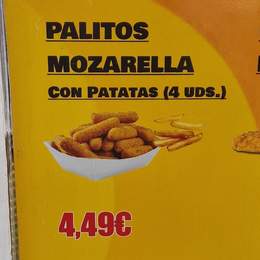 PALITOS
MOZARELLA
CON PATATAS (4 UDS.)
4,49€